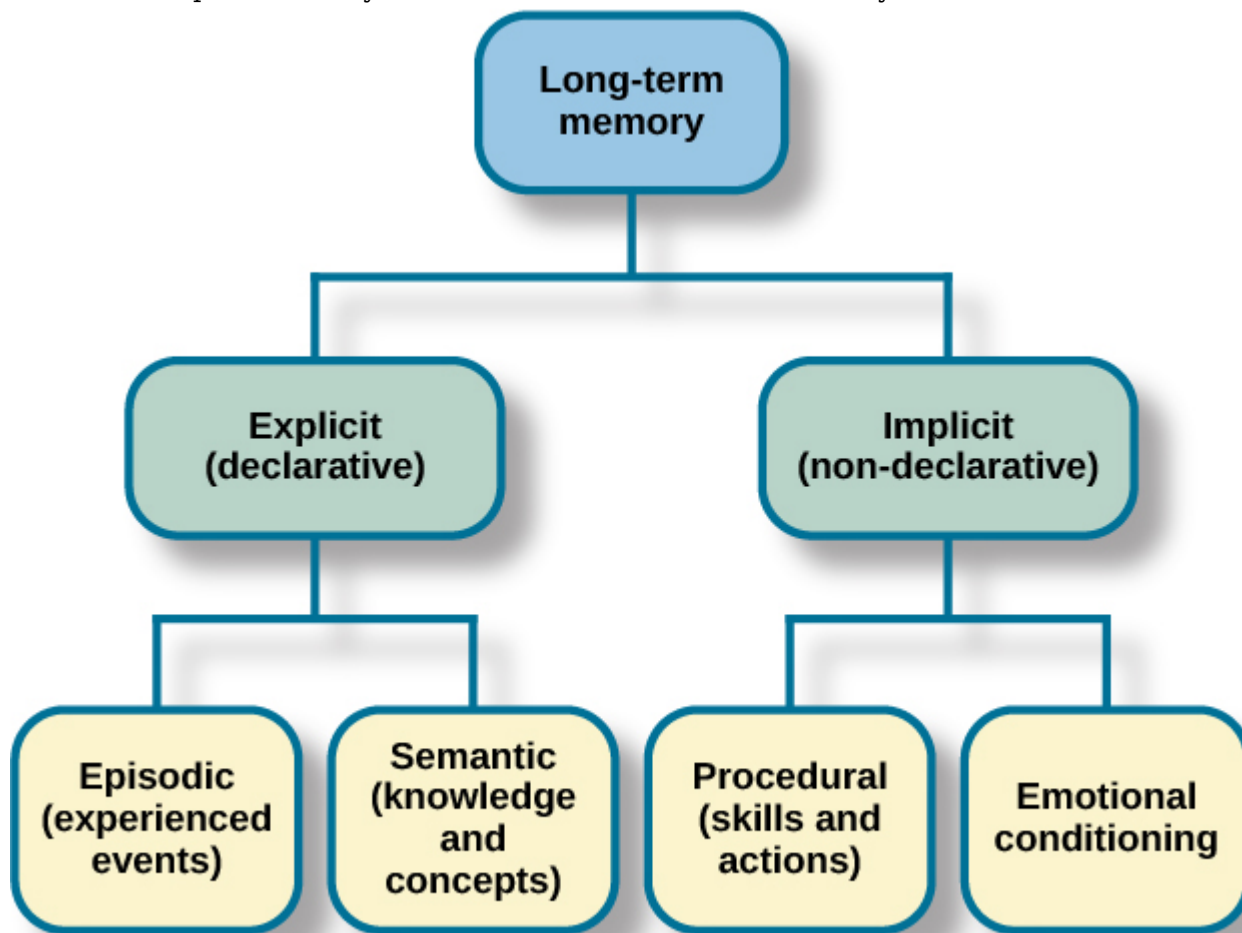 Long-term
memory
Explicit
(declarative)
Implicit
(non-declarative)
Episodic
(experienced
events)
Semantic
(knowledge
and
concepts)
Procedural
(skills and
actions)
Emotional
conditioning